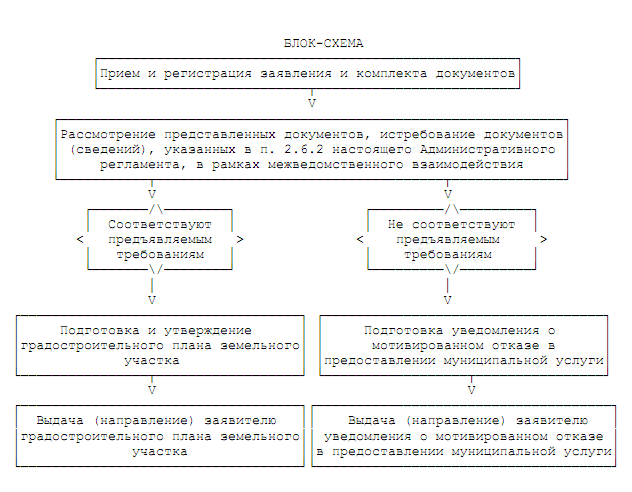 БЛОК-СХЕМА
Прием и регистрация заявления и комплекта документов
V
Рассмотрение представленных документов, истребование документов
(сведений), указанных в п. 2.6.2 настоящего Административного
регламента, в рамках межведомственного взаимодействия
V V
Соответствуют
предъявляемым
требованиям
Не соответствуют
предъявляемым
требованиям
V V
Подготовка и утверждение
градостроительного плана земельного
участка
Подготовка уведомления о
мотивированном отказе в
предоставлении муниципальной услуги
V V
Выдача (направление) заявителю
градостроительного плана земельного
участка
Выдача (направление) заявителю
уведомления о мотивированном отказе
в предоставлении муниципальной услуги